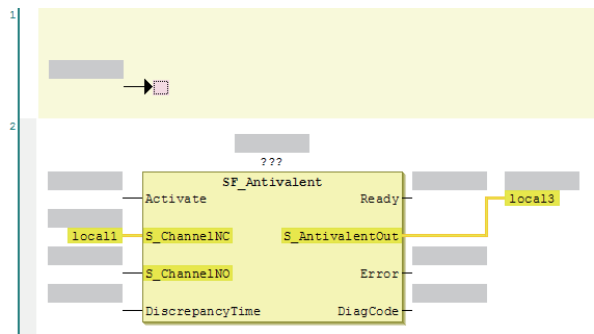 1
2
???
SF_Antivalent
Activate Ready local3
local1 S_ChannelNC S_AntivalentOut
S_ChannelNO Error
DiscrepancyTime DiagCode